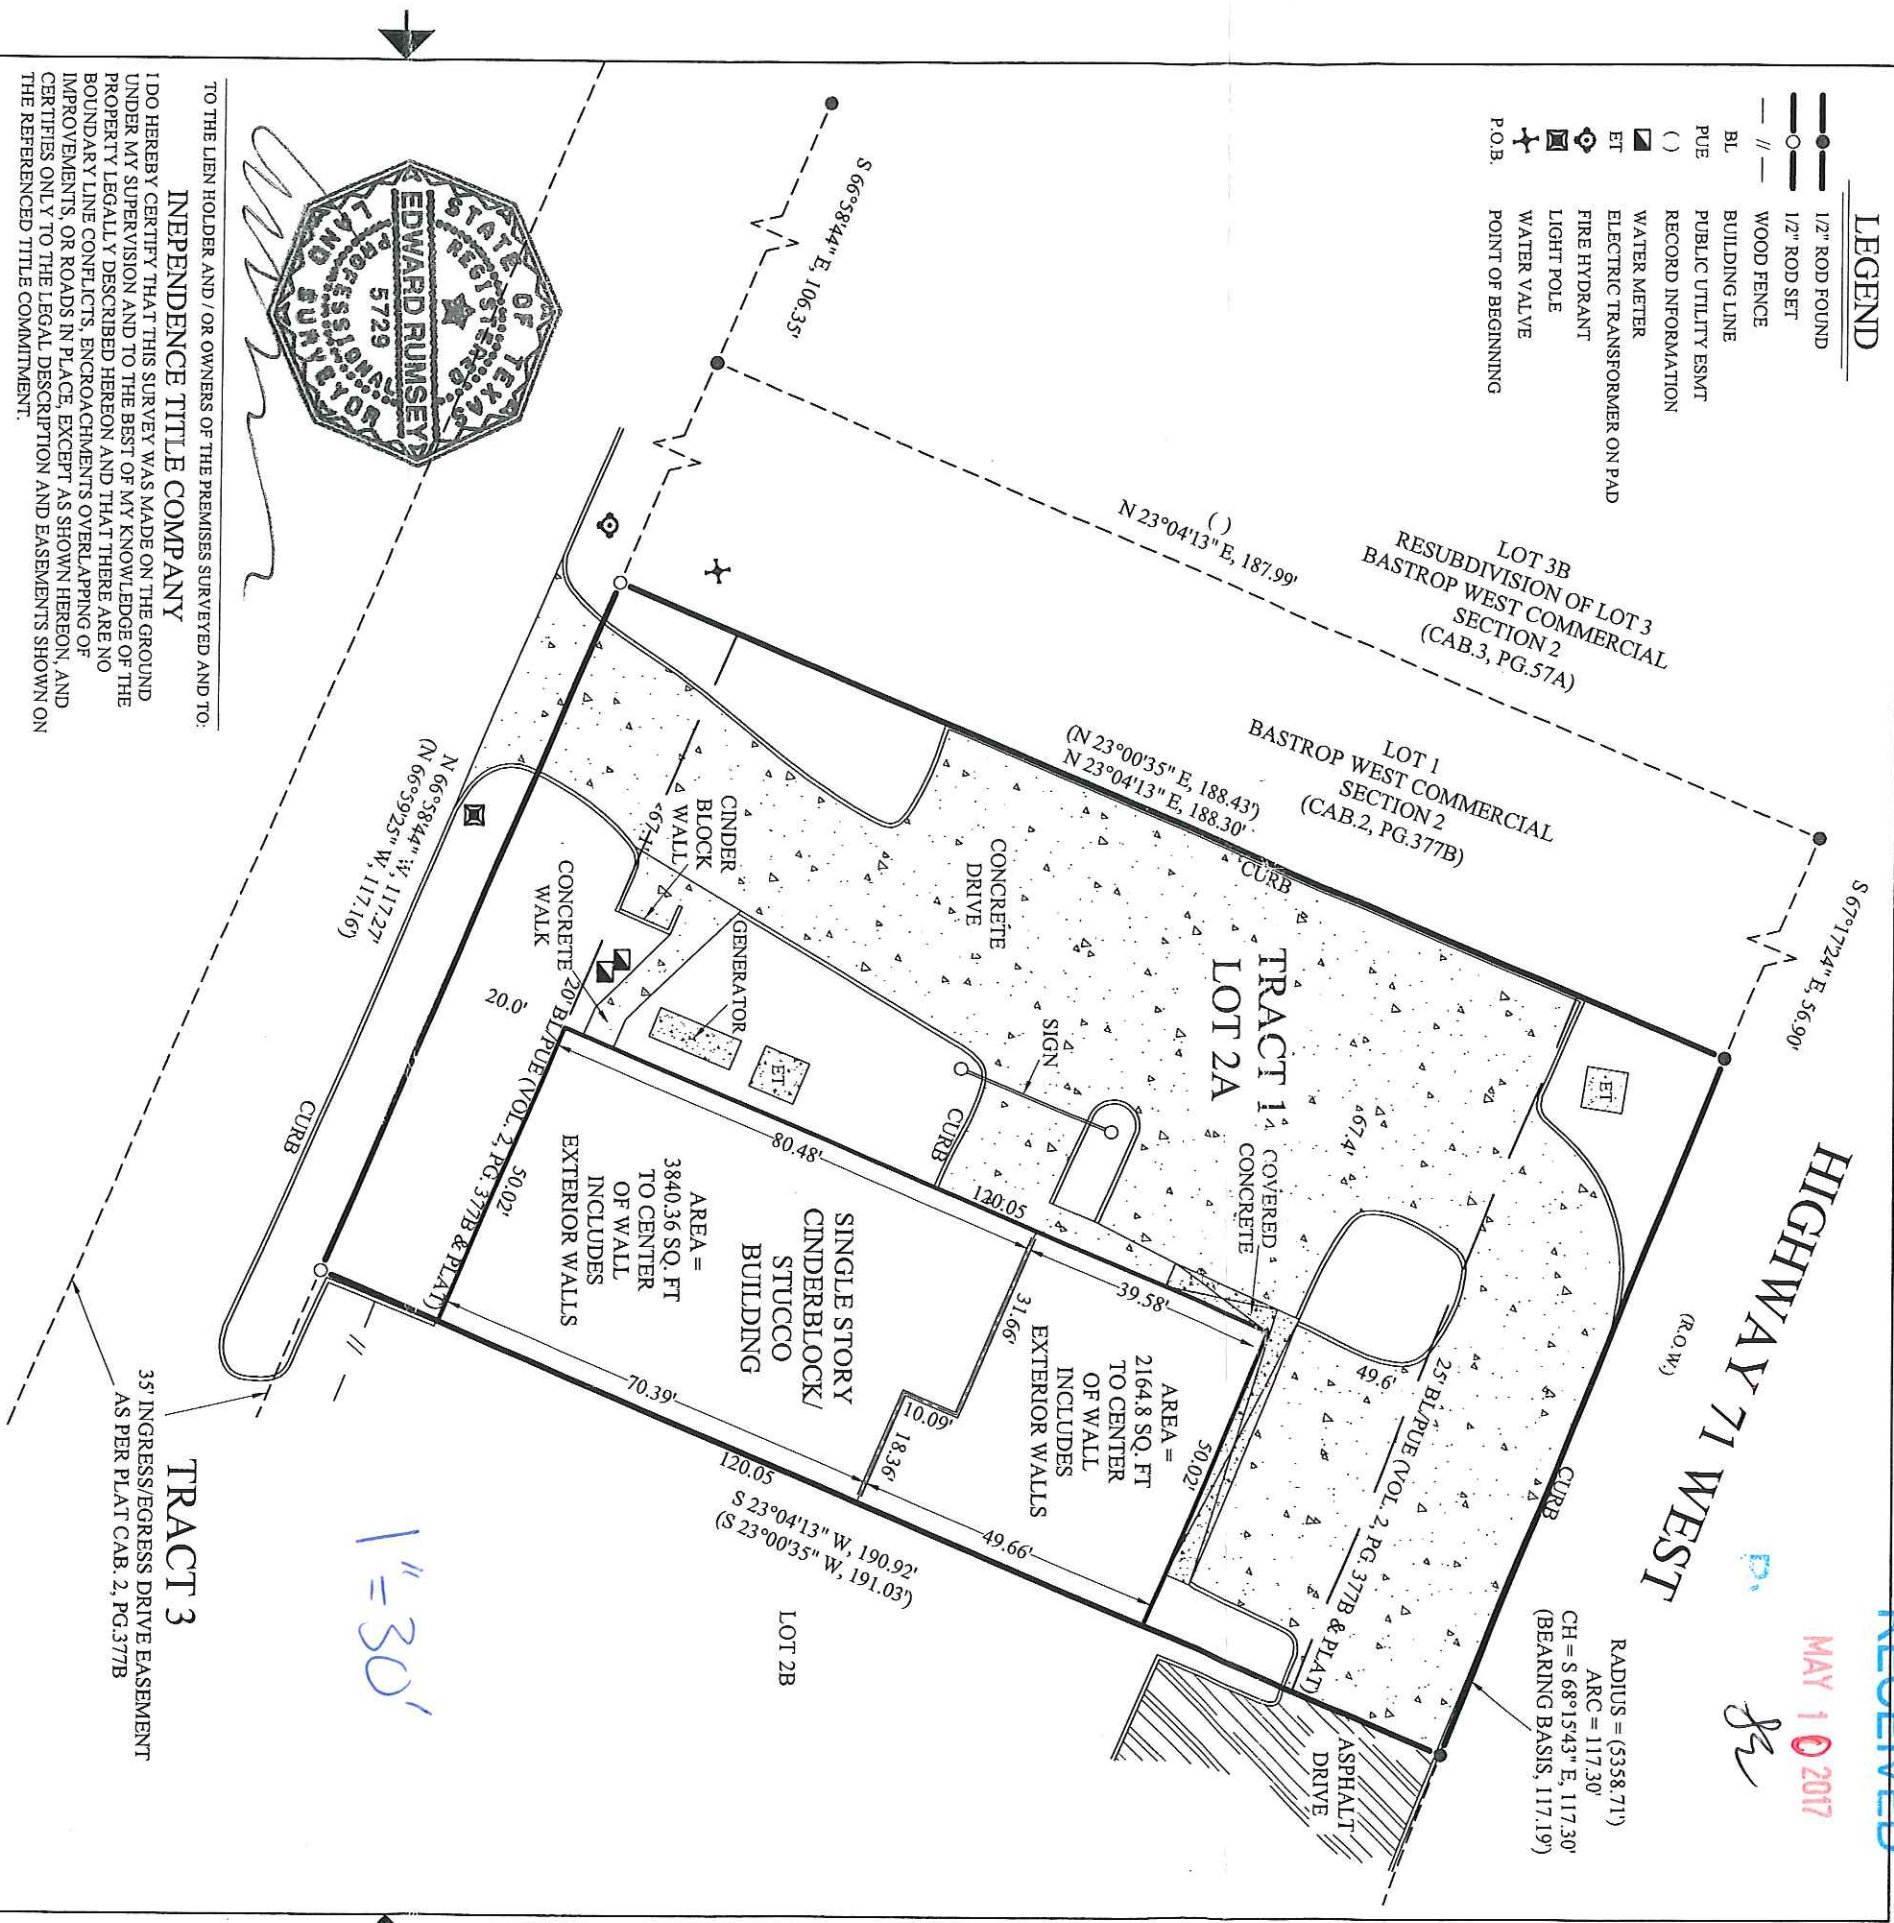 LEGEND
1/2" ROD FOUND
1/2" ROD SET
— // — WOOD FENCE
BL BUILDING LINE
PUE PUBLIC UTILITY ESMT
( ) RECORD INFORMATION
WATER METER
ET ELECTRIC TRANSFORMER ON PAD
FIRE HYDRANT
LIGHT POLE
WATER VALVE
P.O.B. POINT OF BEGINNING
HIGHWAY 71 WEST
(R.O.W.)
RECEIVED
MAY 10 2017
RADIUS = (5358.71')
ARC = 117.30'
CH = S 68°15'43" E, 117.30'
(BEARING BASIS, 117.19')
S 67°17'24" E, 56.90'
LOT 3B
RESUBDIVISION OF LOT 3
BASTROP WEST COMMERCIAL
SECTION 2
(CAB.3, PG.57A)
( )
N 23°04'13" E, 187.99'
LOT 1
BASTROP WEST COMMERCIAL
SECTION 2
(CAB.2, PG.377B)
(N 23°00'35" E, 188.43')
N 23°04'13" E, 188.30'
CURB
ET
CURB
25' BL/PUE (VOL. 2, PG. 377B & PLAT)
67.4'
49.6'
TRACT 1
LOT 2A
COVERED
CONCRETE
SIGN
CONCRETE
DRIVE
CURB
ASPHALT
DRIVE
CINDER
BLOCK
WALL
67.1'
GENERATOR
ET
CONCRETE
WALK
20.0'
20' BL/PUE (VOL. 2, PG. 377B & PLAT)
50.02'
80.48'
120.05
39.58'
31.66'
10.09'
18.36'
50.02'
AREA =
2164.8 SQ. FT
TO CENTER
OF WALL
INCLUDES
EXTERIOR WALLS
SINGLE STORY
CINDERBLOCK/
STUCCO
BUILDING
AREA =
3840.36 SQ. FT
TO CENTER
OF WALL
INCLUDES
EXTERIOR WALLS
70.39'
49.66'
120.05
S 23°04'13" W, 190.92'
(S 23°00'35" W, 191.03')
LOT 2B
S 66°58'44" E, 106.35'
N 66°58'44" W, 117.27'
(N 66°59'25" W, 117.16')
CURB
//
TRACT 3
35' INGRESS/EGRESS DRIVE EASEMENT
AS PER PLAT CAB. 2, PG.377B
1" = 30'
STATE OF TEXAS
REGISTERED
EDWARD RUMSEY
5729
PROFESSIONAL
LAND SURVEYOR
TO THE LIEN HOLDER AND / OR OWNERS OF THE PREMISES SURVEYED AND TO:
INEPENDENCE TITLE COMPANY
I DO HEREBY CERTIFY THAT THIS SURVEY WAS MADE ON THE GROUND
UNDER MY SUPERVISION AND TO THE BEST OF MY KNOWLEDGE OF THE
PROPERTY LEGALLY DESCRIBED HEREON AND THAT THERE ARE NO
BOUNDARY LINE CONFLICTS, ENCROACHMENTS OVERLAPPING OF
IMPROVEMENTS, OR ROADS IN PLACE, EXCEPT AS SHOWN HEREON, AND
CERTIFIES ONLY TO THE LEGAL DESCRIPTION AND EASEMENTS SHOWN ON
THE REFERENCED TITLE COMMITMENT.